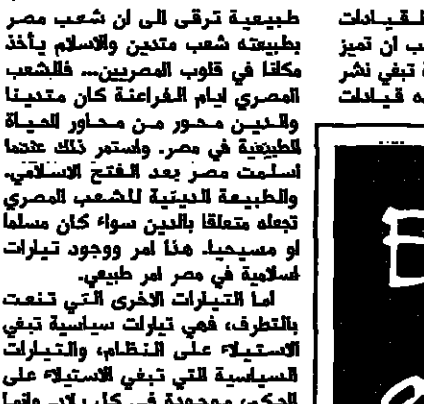 طبيعية ترقى الى ان شعب مصر
بطبيعته شعب متدين والاسلام يأخذ
مكانا في قلوب المصريين... فالشعب
المصري ايام الفراعنة كان متدينا
والدين محور من محاور الحياة
الطبيعية في مصر. واستمر ذلك عندما
اسلمت مصر بعد الفتح الاسلامي.
والطبيعة الدينية للشعب المصري
تجعله متعلقا بالدين سواء كان مسلما
او مسيحيا. هذا امر ووجود تيارات
اسلامية في مصر امر طبيعي.
اما التيارات الاخرى التي تنعت
بالتطرف، فهي تيارات سياسية تبغي
الاستيلاء على النظام، والتيارات
السياسية التي تبغي الاستيلاء على
الحكم، موجودة في كل بلاد وانما
القيادات
ان تميز
تبغي نشر
قيادات